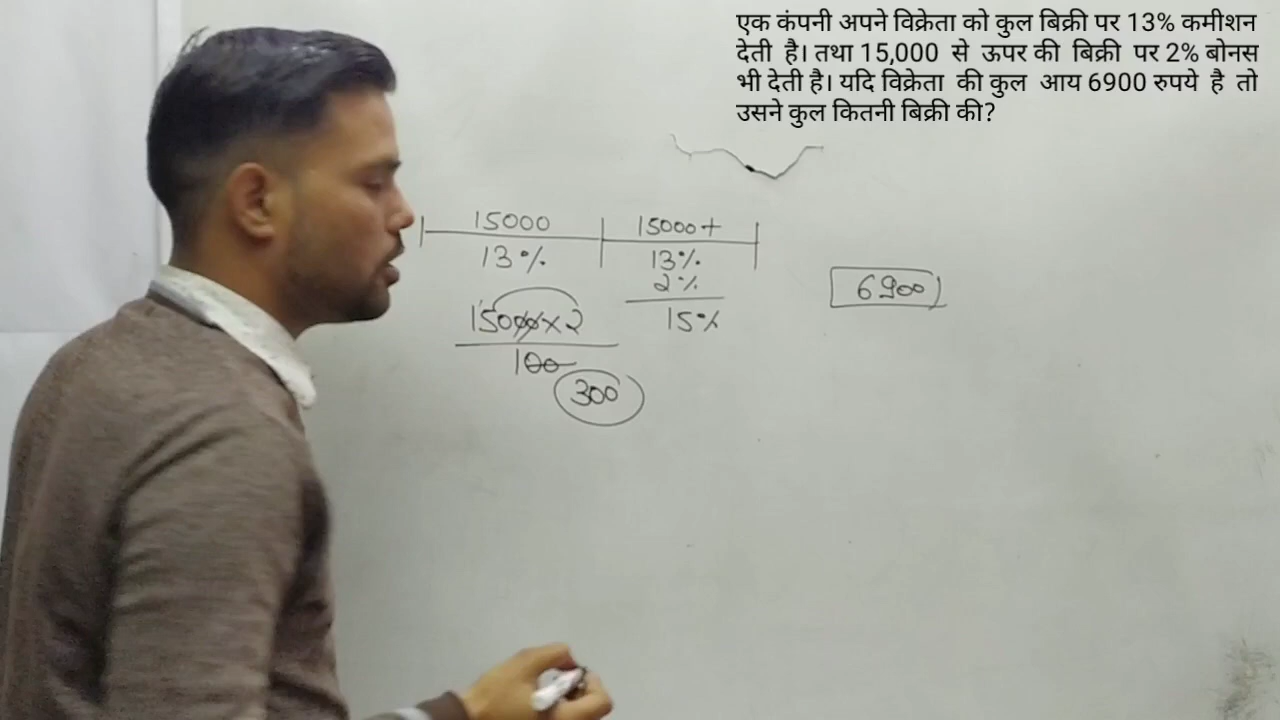 एक कंपनी अपने विक्रेता को कुल बिक्री पर 13% कमीशन
देती है। तथा 15,000 से ऊपर की बिक्री पर 2% बोनस
भी देती है। यदि विक्रेता की कुल आय 6900 रुपये है तो
उसने कुल कितनी बिक्री की?
15000 15000+
13% 13%
2%
15000×2 15%
100
300
6900